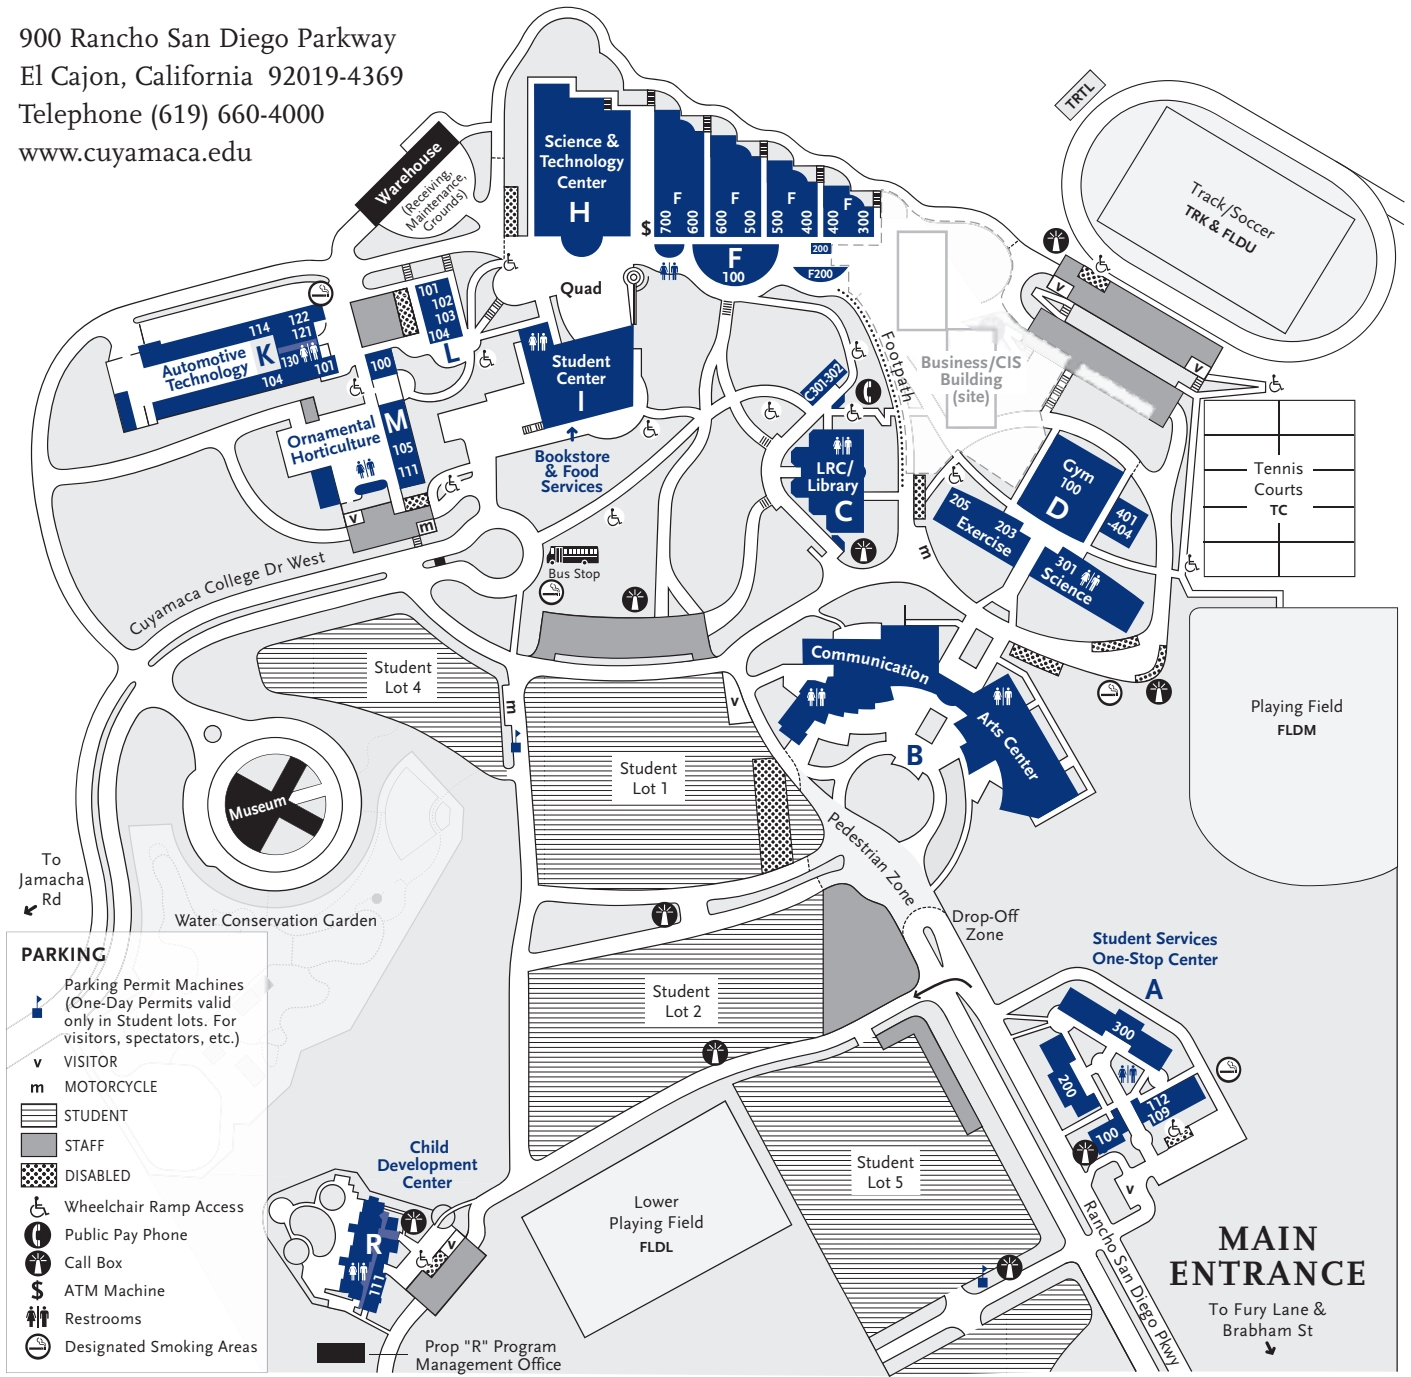 900 Rancho San Diego Parkway
El Cajon, California 92019-4369
Telephone (619) 660-4000
www.cuyamaca.edu
TRTL
Track/Soccer
TRK & FLDU
Warehouse
(Receiving,
Maintenance,
Grounds)
Science &
Technology
Center
H
$
F
700
600
F
600
500
F
500
400
F
400
300
F
100
200
F200
Quad
101
102
103
104
L
114
122
121
Automotive
Technology
K
130
101
104
100
Ornamental
Horticulture
M
105
111
v
m
Student
Center
I
Bookstore
& Food
Services
C301-302
LRC/
Library
C
Footpath
Business/CIS
Building
(site)
v
v
Gym
100
D
401
-404
205
203
Exercise
301
Science
Tennis
Courts
TC
m
Bus Stop
Cuyamaca College Dr West
Student
Lot 4
m
v
Student
Lot 1
Communication
Arts Center
B
Playing Field
FLDM
Museum
To
Jamacha
Rd
Water Conservation Garden
Pedestrian Zone
Drop-Off
Zone
Student
Lot 2
Student Services
One-Stop Center
A
300
200
112
109
100
v
Student
Lot 5
Child
Development
Center
R
111
v
Lower
Playing Field
FLDL
Rancho San Diego Pkwy
MAIN
ENTRANCE
To Fury Lane &
Brabham St
Prop "R" Program
Management Office
PARKING
Parking Permit Machines
(One-Day Permits valid
only in Student lots. For
visitors, spectators, etc.)
v VISITOR
m MOTORCYCLE
STUDENT
STAFF
DISABLED
Wheelchair Ramp Access
Public Pay Phone
Call Box
$ ATM Machine
Restrooms
Designated Smoking Areas